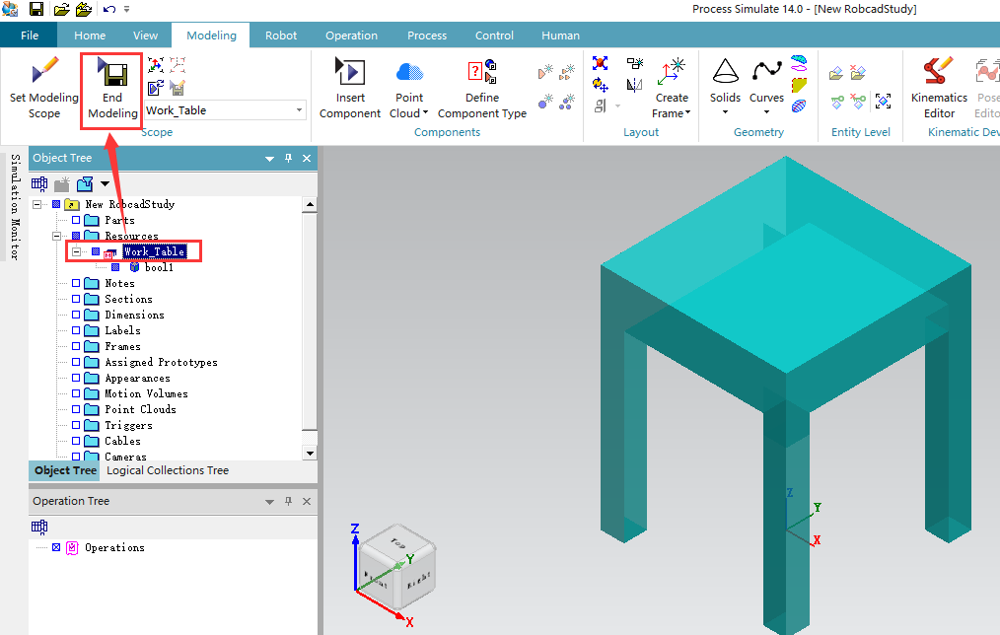 Process Simulate 14.0 - [New RobcadStudy]
File Home View Modeling Robot Operation Process Control Human
Set Modeling Scope
End Modeling
Work_Table
Scope
Insert Component
Point Cloud
Define Component Type
Components
Create Frame
Layout
Solids
Curves
Geometry
Entity Level
Kinematics Editor
Pose
Kinematic Dev
Simulation Monitor
Object Tree
New RobcadStudy
Parts
Resources
Work_Table
bool1
Notes
Sections
Dimensions
Labels
Frames
Assigned Prototypes
Appearances
Motion Volumes
Point Clouds
Triggers
Cables
Cameras
Object Tree Logical Collections Tree
Operation Tree
Operations
Z
Y
X
Z
Top
Y
Right
X